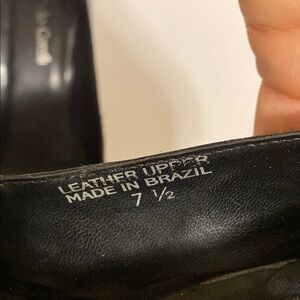 LEATHER UPPER
MADE IN BRAZIL
7 ½